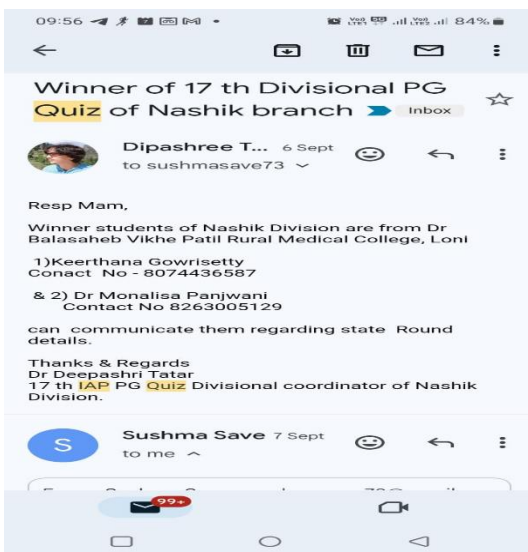 09:56
84%
Winner of 17 th Divisional PG
Quiz of Nashik branch
Inbox
Dipashree T... 6 Sept
to sushmasave73
Resp Mam,
Winner students of Nashik Division are from Dr
Balasaheb Vikhe Patil Rural Medical College, Loni
1)Keerthana Gowrisetty
Conact No - 8074436587
& 2) Dr Monalisa Panjwani
Contact No 8263005129
can communicate them regarding state Round
details.
Thanks & Regards
Dr Deepashri Tatar
17 th IAP PG Quiz Divisional coordinator of Nashik
Division.
S
Sushma Save 7 Sept
to me
99+